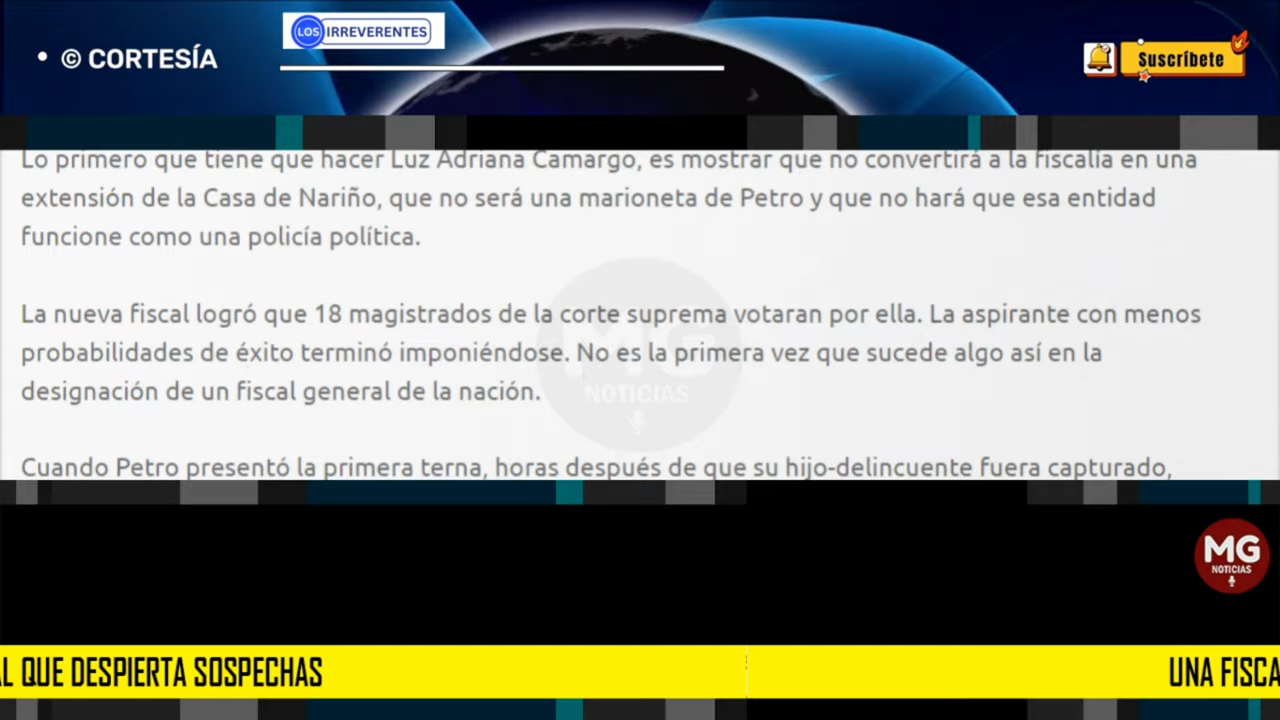 • © CORTESÍA
LOS IRREVERENTES
Suscríbete
Lo primero que tiene que hacer Luz Adriana Camargo, es mostrar que no convertirá a la fiscalía en una
extensión de la Casa de Nariño, que no será una marioneta de Petro y que no hará que esa entidad
funcione como una policía política.
La nueva fiscal logró que 18 magistrados de la corte suprema votaran por ella. La aspirante con menos
probabilidades de éxito terminó imponiéndose. No es la primera vez que sucede algo así en la
designación de un fiscal general de la nación.
Cuando Petro presentó la primera terna, horas después de que su hijo-delincuente fuera capturado,
MG
NOTICIAS
MG
NOTICIAS
AL QUE DESPIERTA SOSPECHAS
UNA FISCA